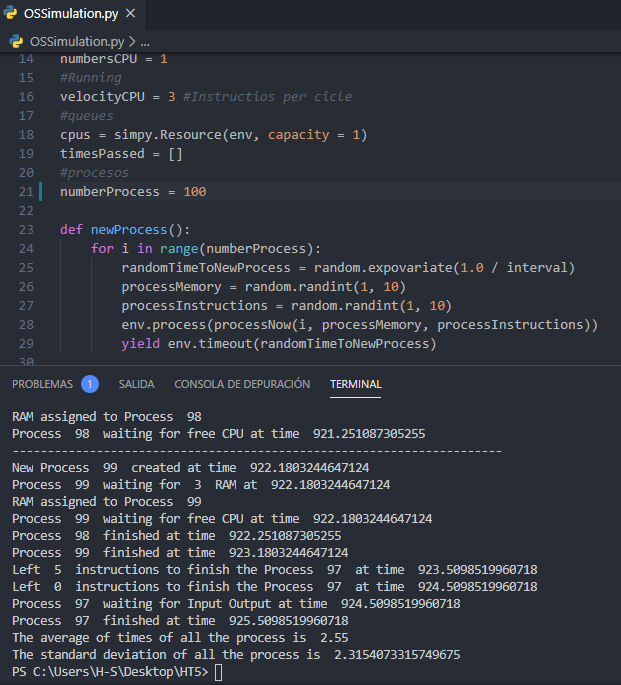 OSSimulation.py ×
OSSimulation.py > ...
14 numbersCPU = 1
15 #Running
16 velocityCPU = 3 #Instructios per cicle
17 #queues
18 cpus = simpy.Resource(env, capacity = 1)
19 timesPassed = []
20 #procesos
21 numberProcess = 100
22
23 def newProcess():
24     for i in range(numberProcess):
25         randomTimeToNewProcess = random.expovariate(1.0 / interval)
26         processMemory = random.randint(1, 10)
27         processInstructions = random.randint(1, 10)
28         env.process(processNow(i, processMemory, processInstructions))
29         yield env.timeout(randomTimeToNewProcess)
30
PROBLEMAS 1 SALIDA CONSOLA DE DEPURACIÓN TERMINAL
RAM assigned to Process  98
Process  98  waiting for free CPU at time  921.251087305255
----------------------------------------------------------------------
New Process  99  created at time  922.1803244647124
Process  99  waiting for  3  RAM at  922.1803244647124
RAM assigned to Process  99
Process  99  waiting for free CPU at time  922.1803244647124
Process  98  finished at time  922.251087305255
Process  99  finished at time  923.1803244647124
Left  5  instructions to finish the Process  97  at time  923.5098519960718
Left  0  instructions to finish the Process  97  at time  924.5098519960718
Process  97  waiting for Input Output at time  924.5098519960718
Process  97  finished at time  925.5098519960718
The average of times of all the process is  2.55
The standard deviation of all the process is  2.3154073315749675
PS C:\Users\H-S\Desktop\HT5>